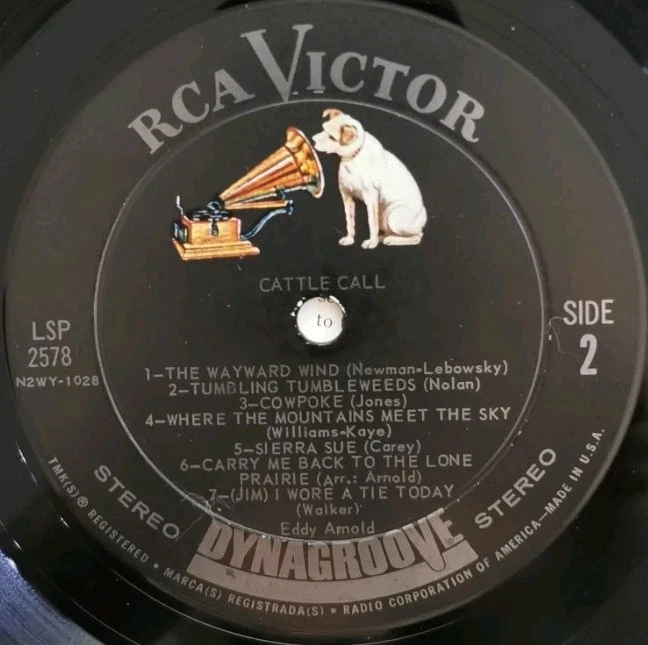 RCA VICTOR
CATTLE CALL
to
LSP
2578
N2WY-1028
SIDE
2
1–THE WAYWARD WIND (Newman-Lebowsky)
2–TUMBLING TUMBLEWEEDS (Nolan)
3–COWPOKE (Jones)
4–WHERE THE MOUNTAINS MEET THE SKY
(Williams-Kaye)
5–SIERRA SUE (Carey)
6–CARRY ME BACK TO THE LONE
PRAIRIE (Arr.: Arnold)
7–(JIM) I WORE A TIE TODAY
(Walker)
Eddy Arnold
STEREO
DYNAGROOVE
STEREO
TMK(S) ® REGISTERED • MARCA(S) REGISTRADA(S) • RADIO CORPORATION OF AMERICA—MADE IN U.S.A.